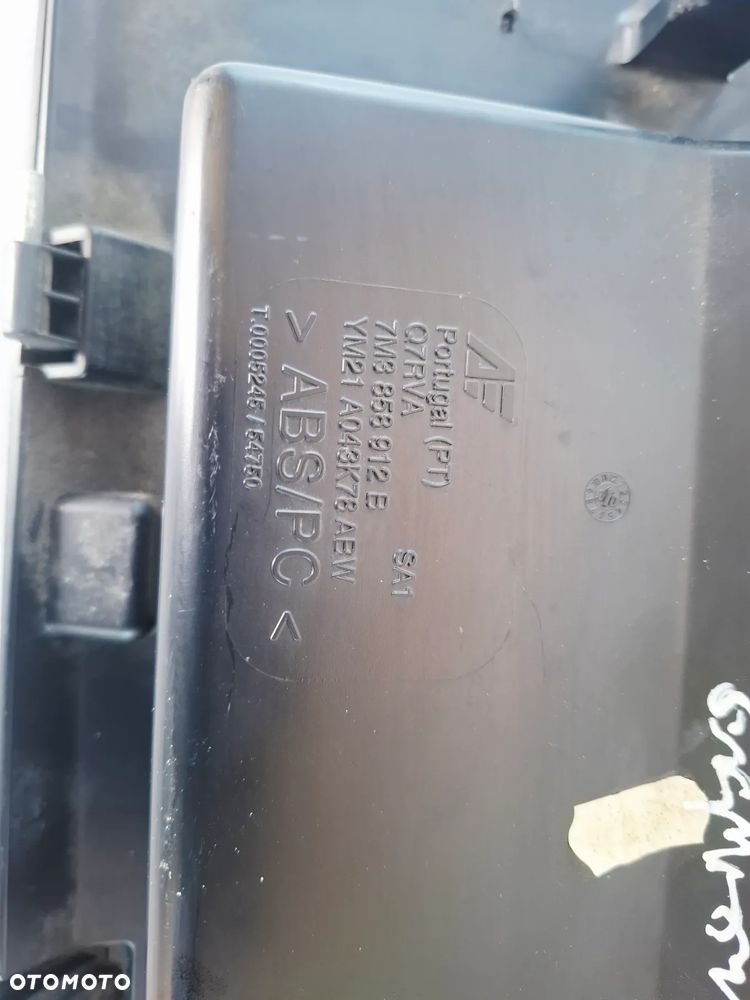 AF
Portugal (PT)
Q7RVA
7M3 858 912 B SA1
YM21 A043K78 ABW
> ABS/PC <
T.0005245 / 54750
OTOMOTO